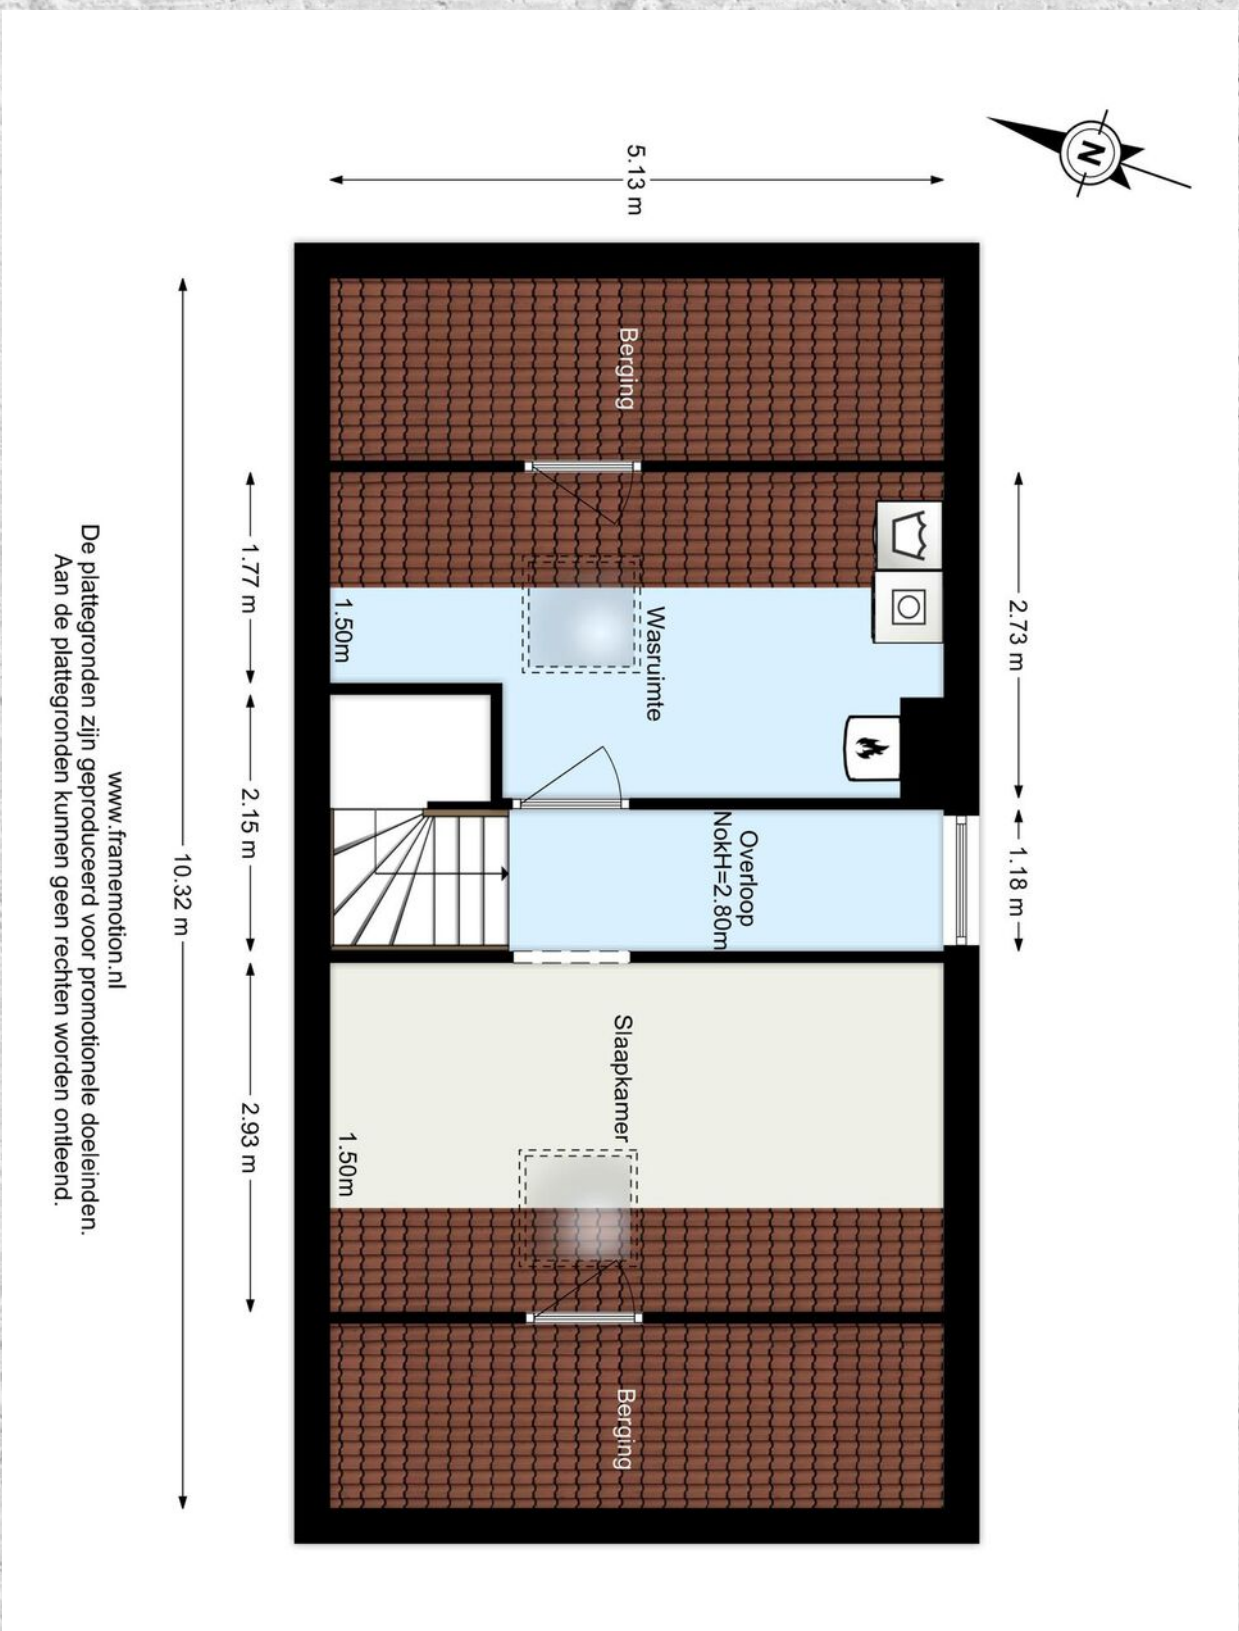 N
5.13 m
Berging
1.77 m
1.50m
Wasruimte
2.73 m
2.15 m
10.32 m
Overloop
NokH=2.80m
1.18 m
Slaapkamer
1.50m
2.93 m
Berging
www.framemotion.nl
De plattegronden zijn geproduceerd voor promotionele doeleinden.
Aan de plattegronden kunnen geen rechten worden ontleend.